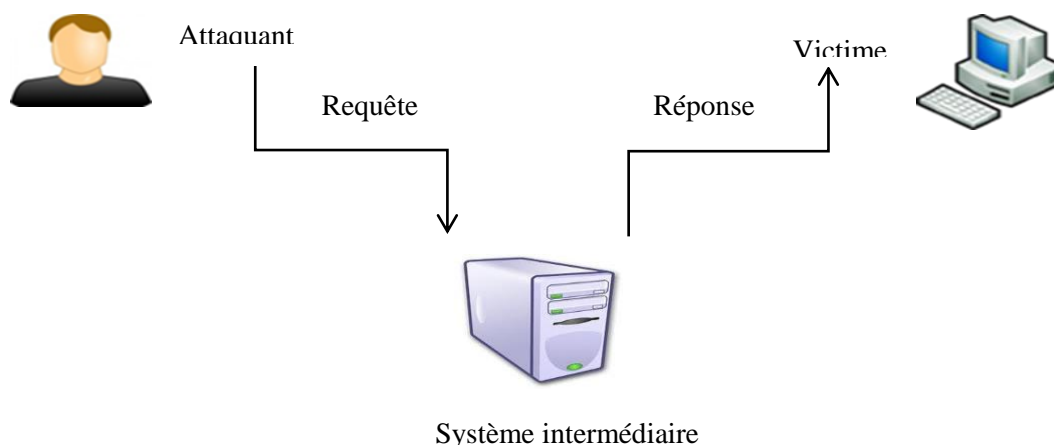 Attaquant
Victime
Requête
Réponse
Système intermédiaire